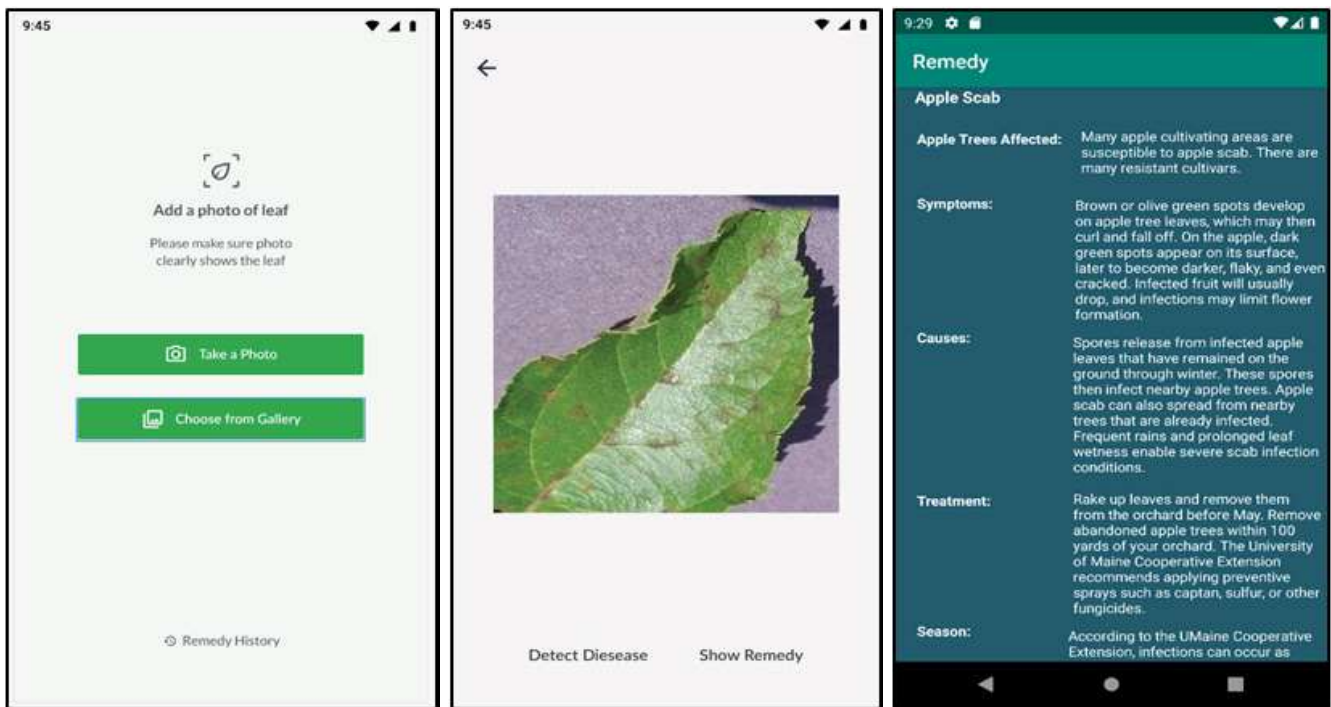 9:45
Add a photo of leaf
Please make sure photo
clearly shows the leaf
Take a Photo
Choose from Gallery
Remedy History
9:45
Detect Diesease
Show Remedy
9:29
Remedy
Apple Scab
Apple Trees Affected:
Many apple cultivating areas are
susceptible to apple scab. There are
many resistant cultivars.
Symptoms:
Brown or olive green spots develop
on apple tree leaves, which may then
curl and fall off. On the apple, dark
green spots appear on its surface,
later to become darker, flaky, and even
cracked. Infected fruit will usually
drop, and infections may limit flower
formation.
Causes:
Spores release from infected apple
leaves that have remained on the
ground through winter. These spores
then infect nearby apple trees. Apple
scab can also spread from nearby
trees that are already infected.
Frequent rains and prolonged leaf
wetness enable severe scab infection
conditions.
Treatment:
Rake up leaves and remove them
from the orchard before May. Remove
abandoned apple trees within 100
yards of your orchard. The University
of Maine Cooperative Extension
recommends applying preventive
sprays such as captan, sulfur, or other
fungicides.
Season:
According to the UMaine Cooperative
Extension, infections can occur as